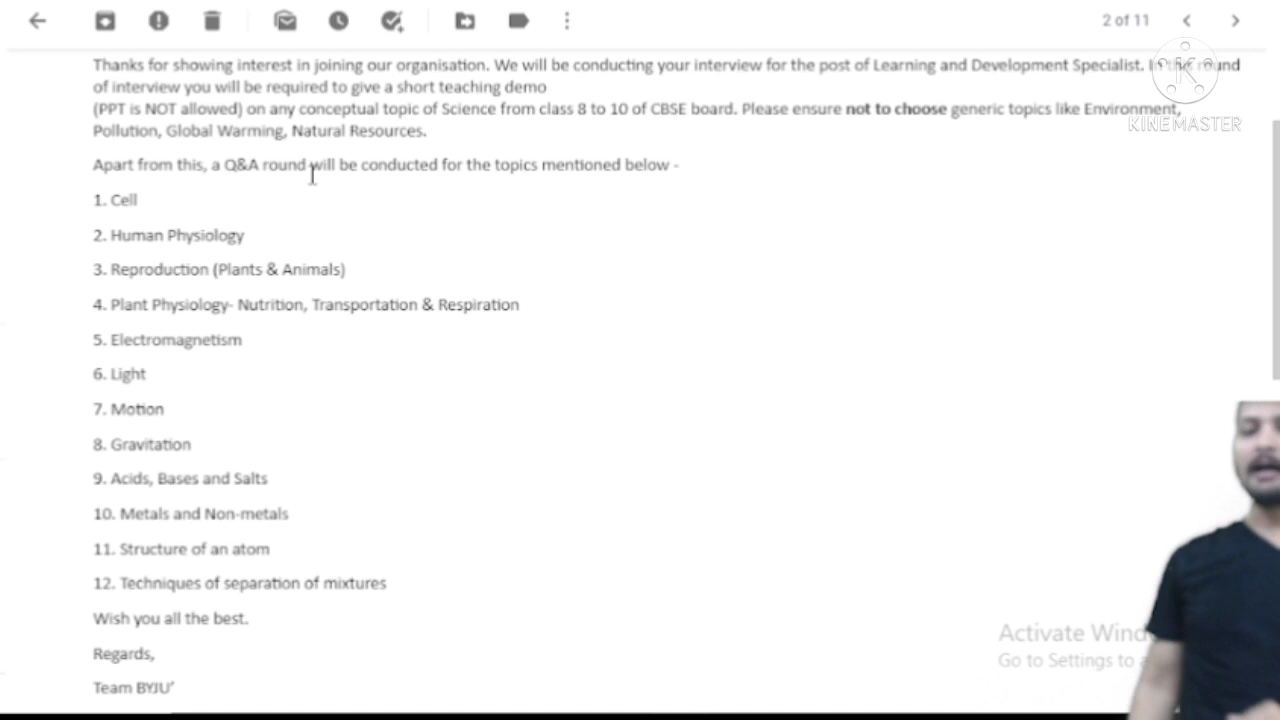 2 of 11
Thanks for showing interest in joining our organisation. We will be conducting your interview for the post of Learning and Development Specialist. In the round
of interview you will be required to give a short teaching demo
(PPT is NOT allowed) on any conceptual topic of Science from class 8 to 10 of CBSE board. Please ensure not to choose generic topics like Environment,
Pollution, Global Warming, Natural Resources.
K
KINEMASTER
Apart from this, a Q&A round will be conducted for the topics mentioned below -
1. Cell
2. Human Physiology
3. Reproduction (Plants & Animals)
4. Plant Physiology- Nutrition, Transportation & Respiration
5. Electromagnetism
6. Light
7. Motion
8. Gravitation
9. Acids, Bases and Salts
10. Metals and Non-metals
11. Structure of an atom
12. Techniques of separation of mixtures
Wish you all the best.
Regards,
Team BYJU'
Activate Wind
Go to Settings to a